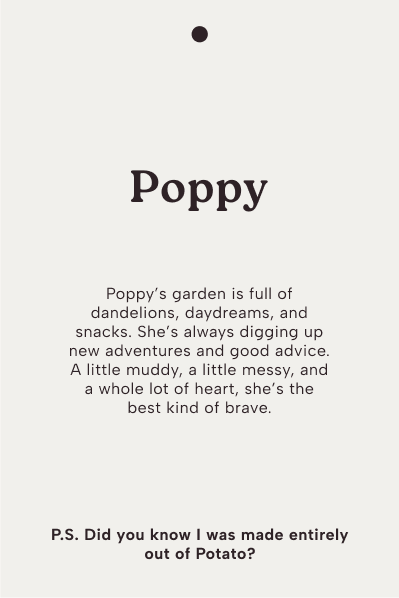 Poppy
Poppy’s garden is full of
dandelions, daydreams, and
snacks. She’s always digging up
new adventures and good advice.
A little muddy, a little messy, and
a whole lot of heart, she’s the
best kind of brave.
P.S. Did you know I was made entirely
out of Potato?